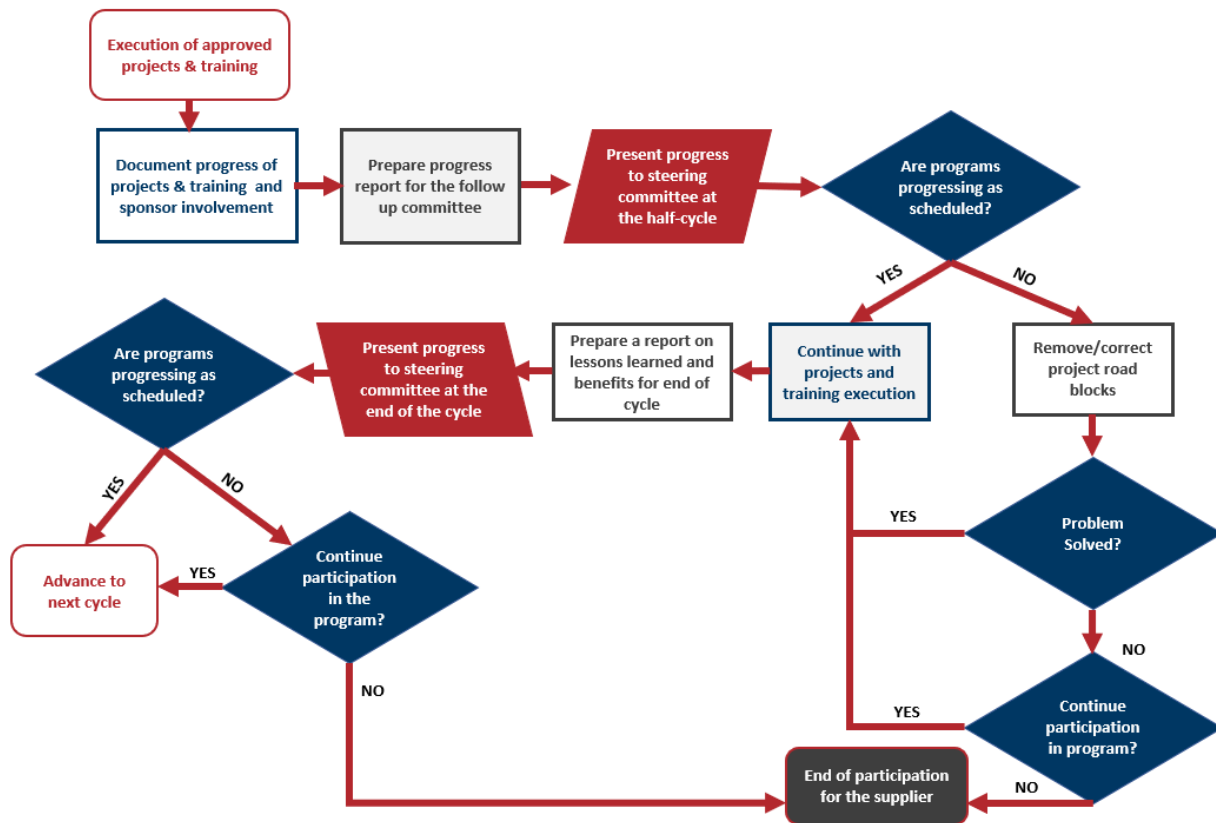 Execution of approved
projects & training
Document progress of
projects & training  and
sponsor involvement
Prepare progress
report for the follow
up committee
Present progress
to steering
committee at
the half-cycle
Are programs
progressing as
scheduled?
YES
NO
Remove/correct
project road
blocks
Continue with
projects and
training execution
Prepare a report on
lessons learned and
benefits for end of
cycle
Present progress
to steering
committee at the
end of the cycle
Are programs
progressing as
scheduled?
YES
NO
Advance to
next cycle
YES
Continue
participation
in the
program?
NO
Problem
Solved?
YES
NO
Continue
participation
in program?
YES
NO
End of participation
for the supplier